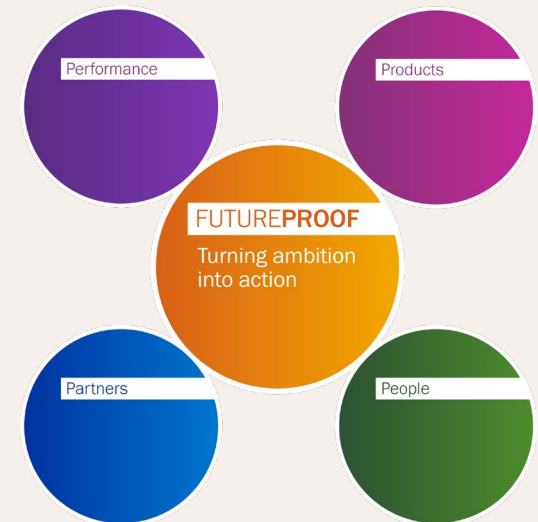 Performance
Products
FUTUREPROOF
Turning ambition
into action
Partners
People